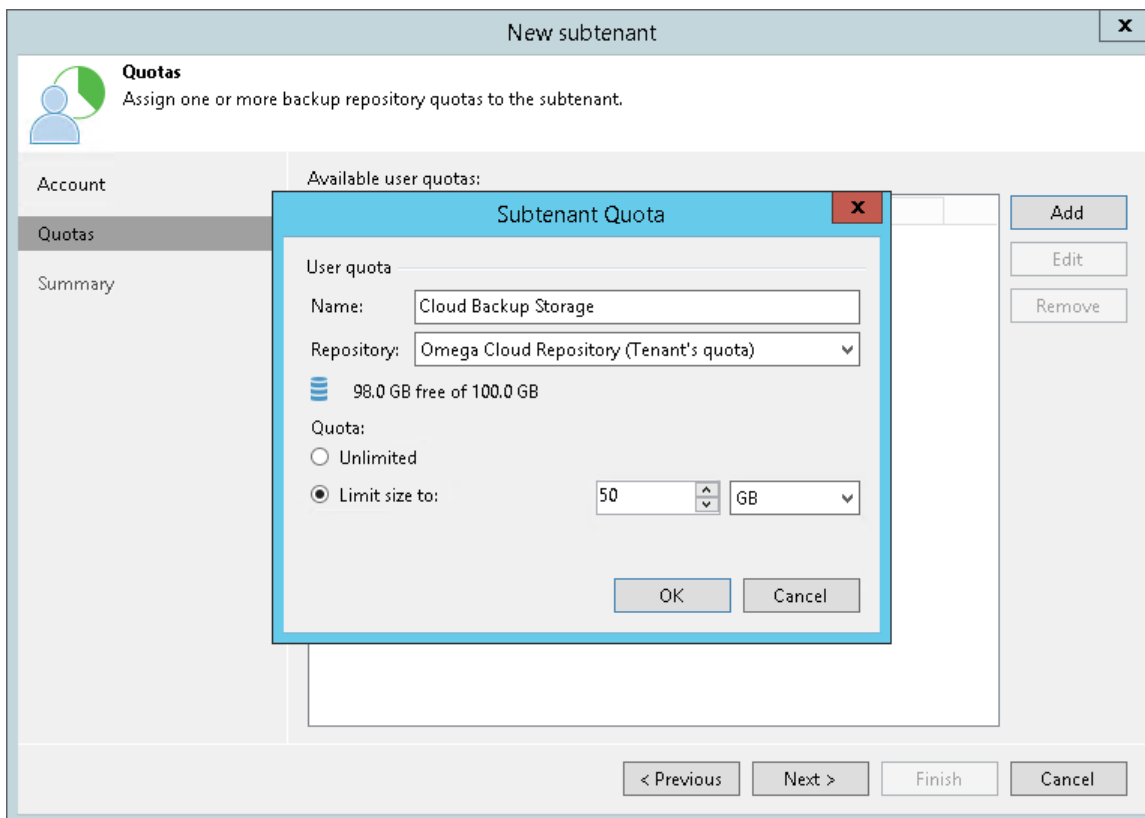 New subtenant
x
Quotas
Assign one or more backup repository quotas to the subtenant.
Account
Quotas
Summary
Available user quotas:
Add
Edit
Remove
Subtenant Quota
x
User quota
Name: Cloud Backup Storage
Repository: Omega Cloud Repository (Tenant's quota)
98.0 GB free of 100.0 GB
Quota:
Unlimited
Limit size to: 50 GB
OK Cancel
< Previous Next > Finish Cancel